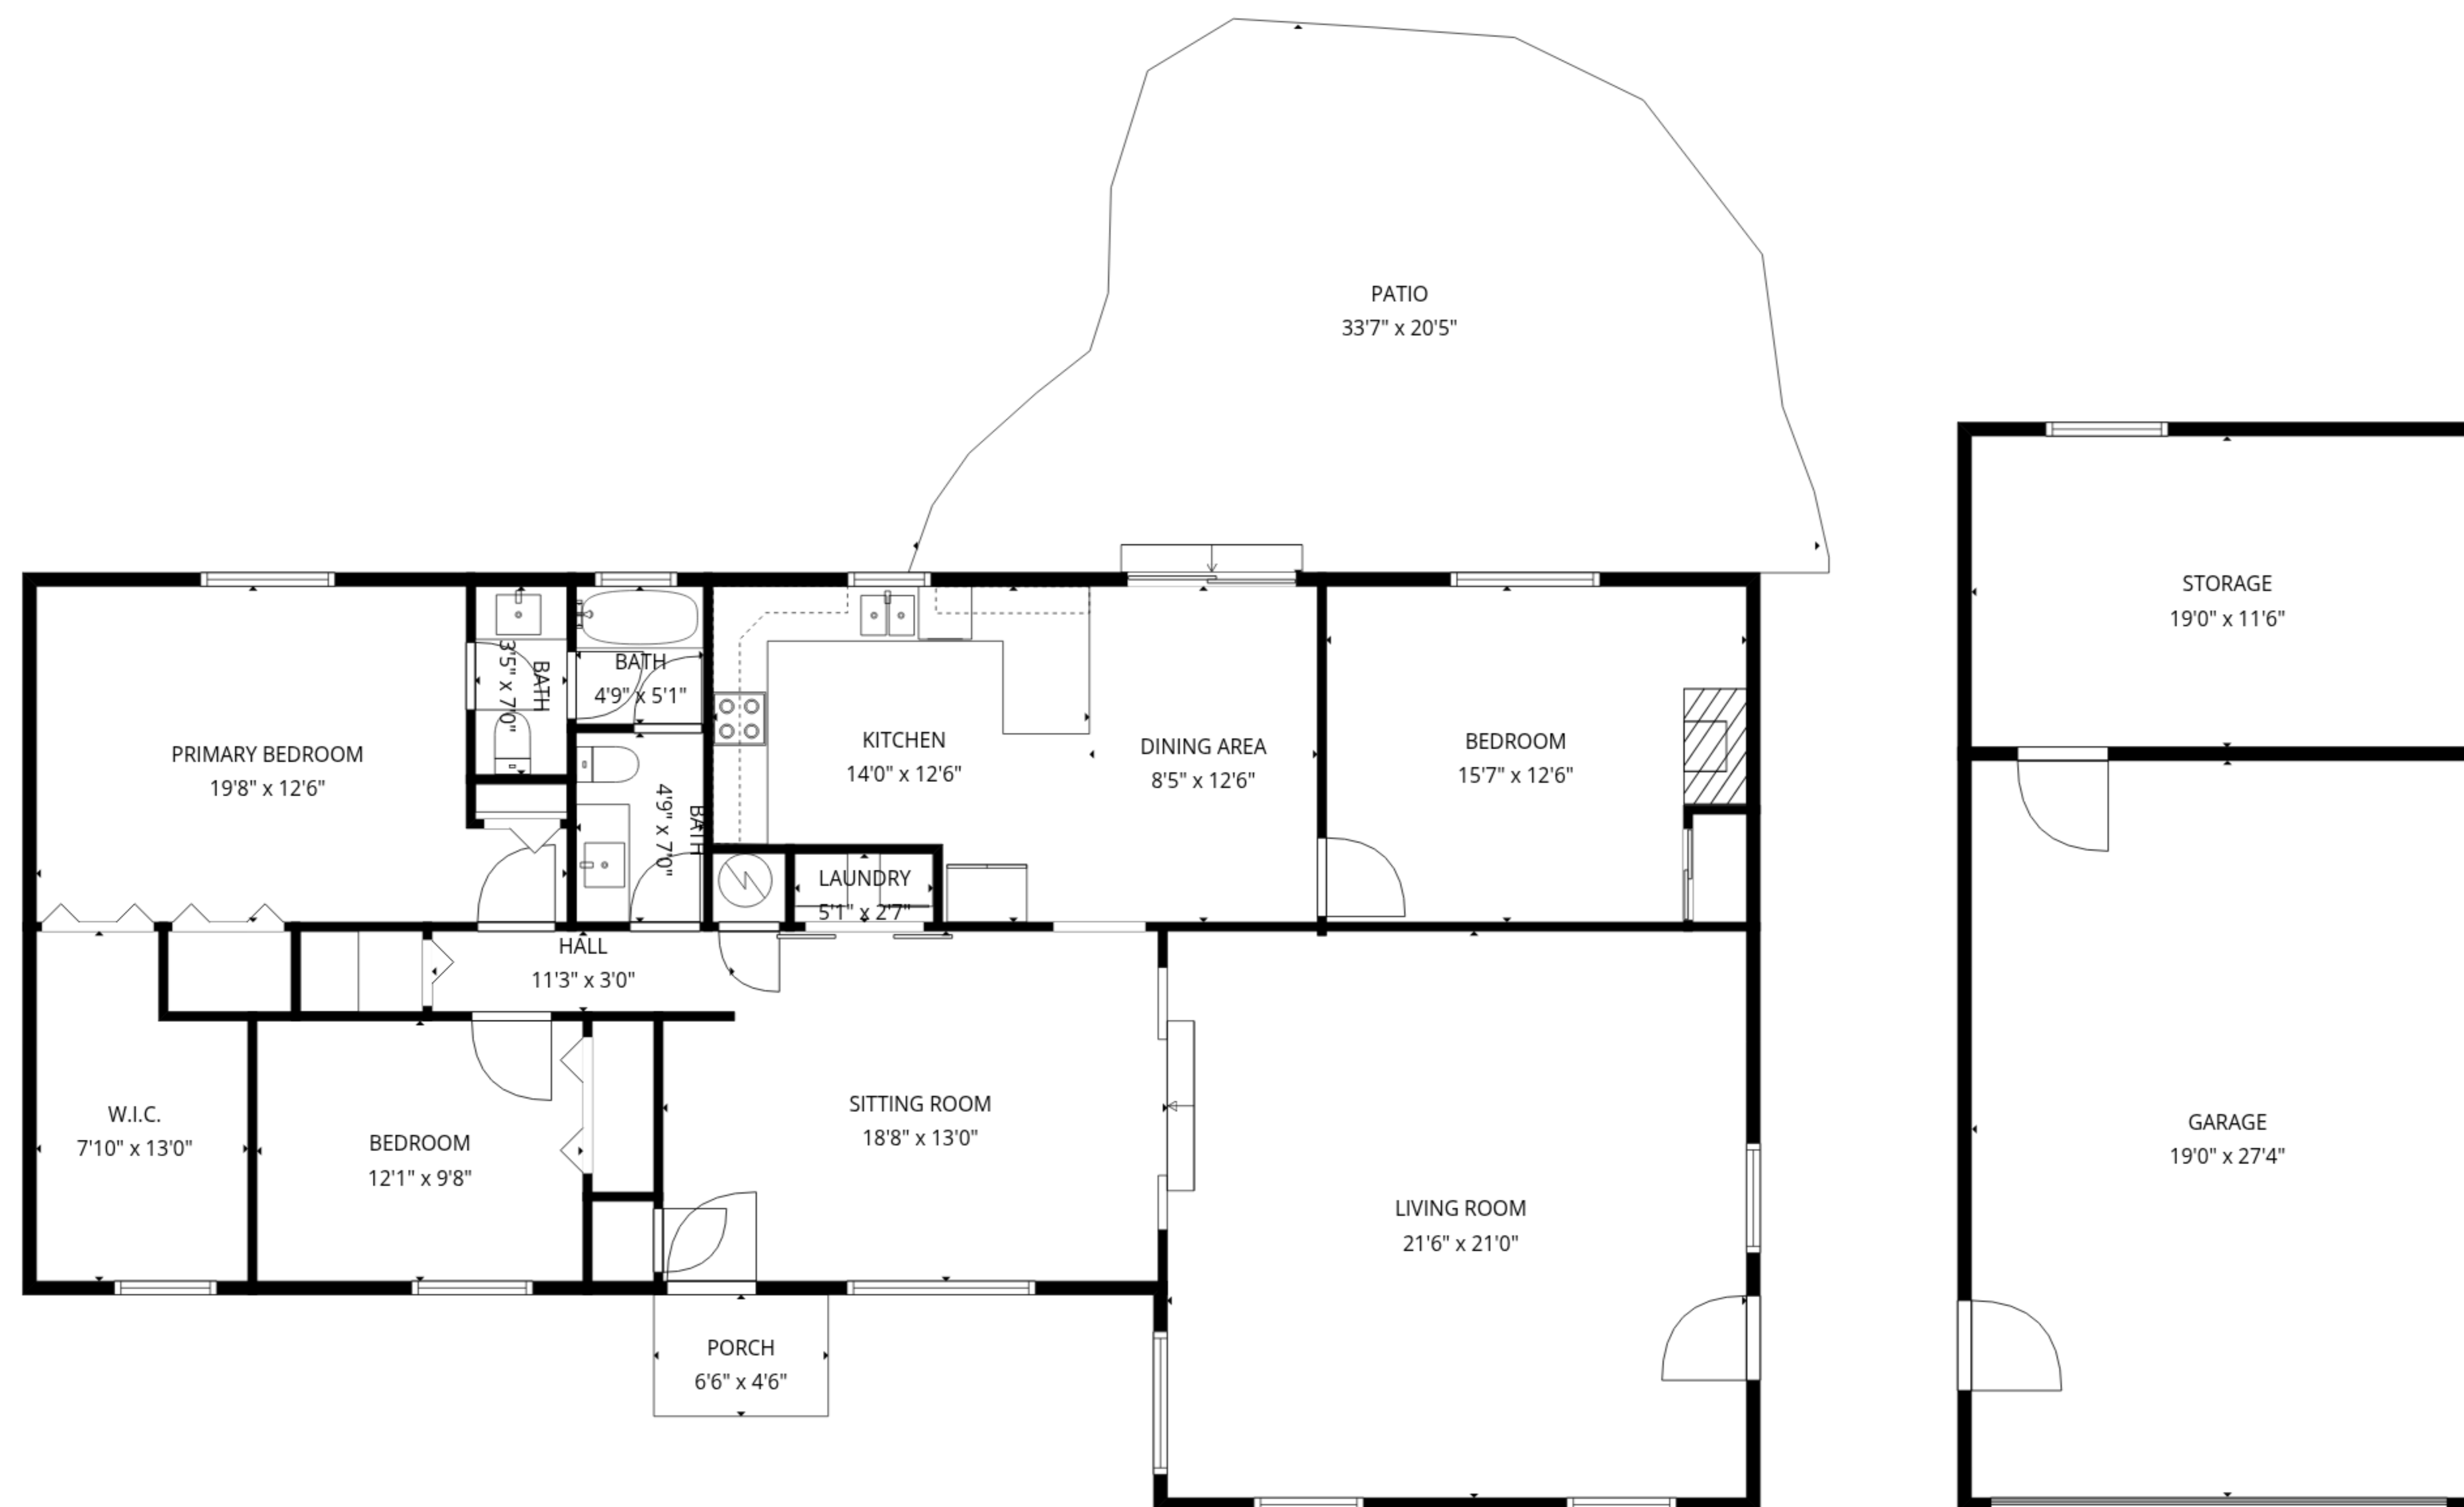 PATIO
33'7" x 20'5"
STORAGE
19'0" x 11'6"
PRIMARY BEDROOM
19'8" x 12'6"
BATH
3'5" x 7'0"
BATH
4'9" x 5'1"
BATH
4'9" x 7'0"
KITCHEN
14'0" x 12'6"
DINING AREA
8'5" x 12'6"
BEDROOM
15'7" x 12'6"
LAUNDRY
5'1" x 2'7"
HALL
11'3" x 3'0"
W.I.C.
7'10" x 13'0"
BEDROOM
12'1" x 9'8"
SITTING ROOM
18'8" x 13'0"
LIVING ROOM
21'6" x 21'0"
GARAGE
19'0" x 27'4"
PORCH
6'6" x 4'6"